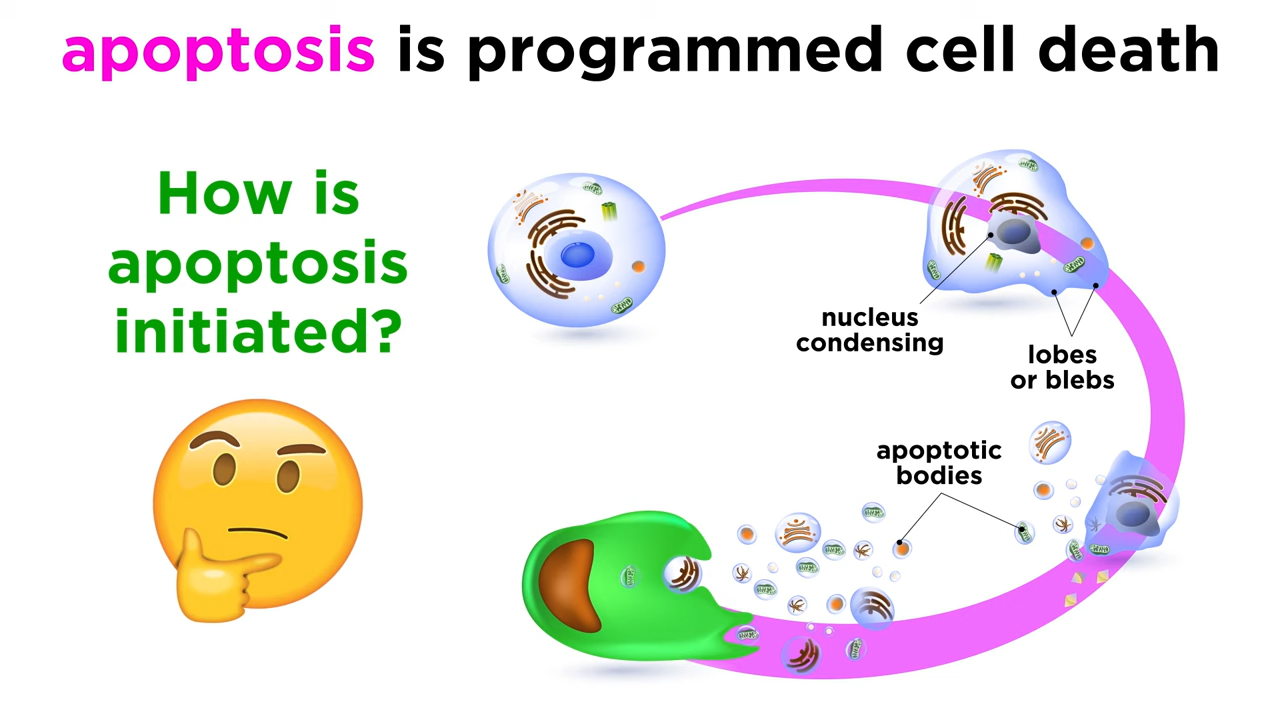 apoptosis is programmed cell death
How is
apoptosis
initiated?
nucleus
condensing
lobes
or blebs
apoptotic
bodies